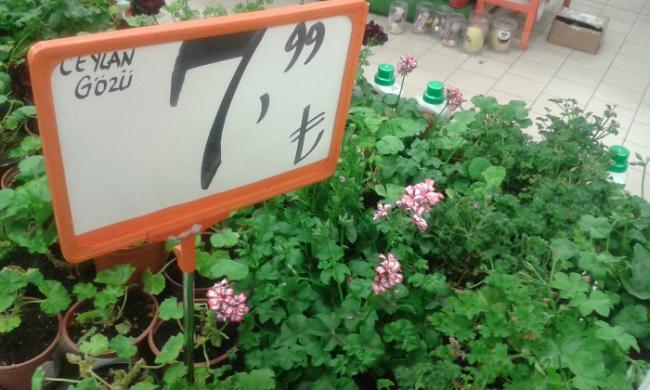 CEYLAN
GÖZÜ
7,99 ₺